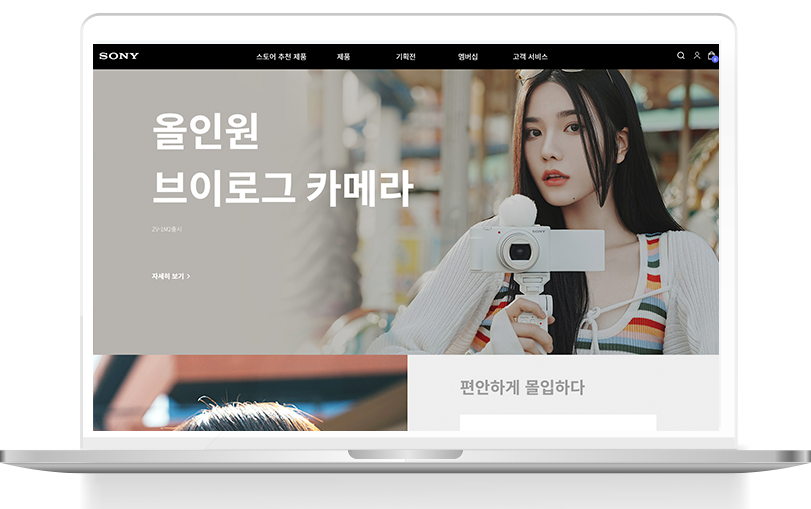 SONY
스토어 추천 제품
제품
기획전
멤버십
고객 서비스
올인원
브이로그 카메라
ZV-1M2출시
자세히 보기 >
편안하게 몰입하다
SONY